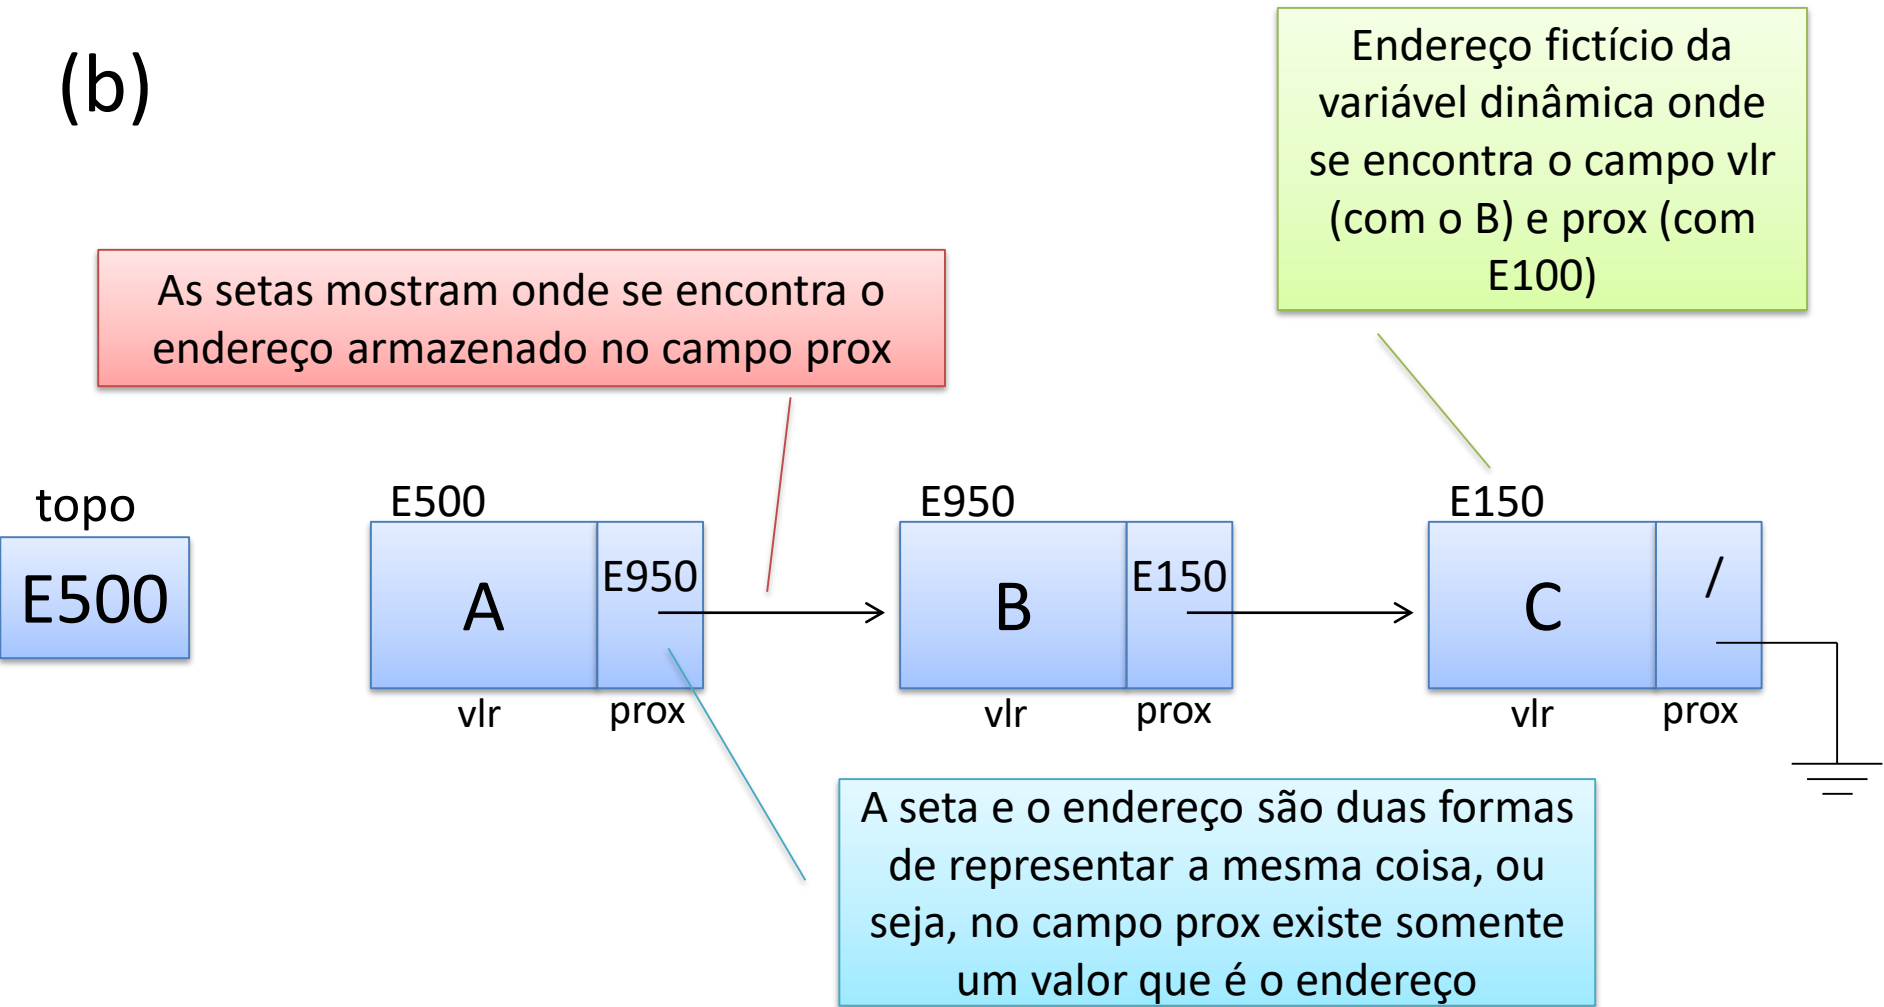 (b)
Endereço fictício da
variável dinâmica onde
se encontra o campo vlr
(com o B) e prox (com
E100)
As setas mostram onde se encontra o
endereço armazenado no campo prox
topo
E500
E500
A
E950
vlr
prox
E950
B
E150
vlr
prox
E150
C
/
vlr
prox
A seta e o endereço são duas formas
de representar a mesma coisa, ou
seja, no campo prox existe somente
um valor que é o endereço